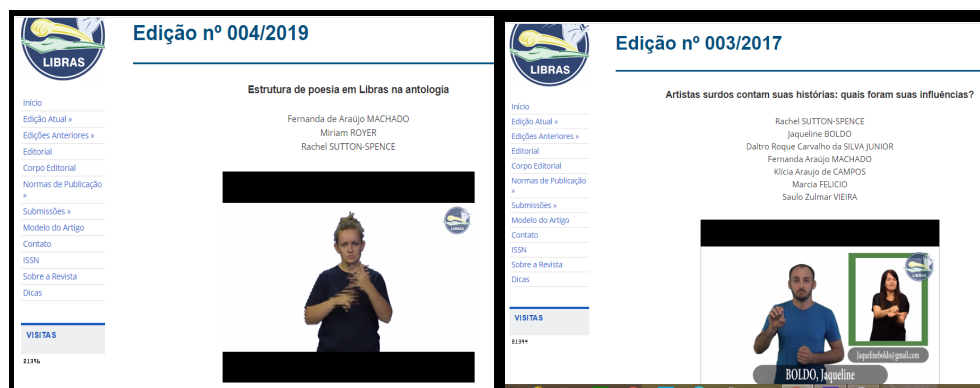 LIBRAS
Edição nº 004/2019
Início
Edição Atual »
Edições Anteriores »
Editorial
Corpo Editorial
Normas de Publicação
»
Submissões »
Modelo do Artigo
Contato
ISSN
Sobre a Revista
Dicas
VISITAS
21396
Estrutura de poesia em Libras na antologia
Fernanda de Araújo MACHADO
Miriam ROYER
Rachel SUTTON-SPENCE
LIBRAS
LIBRAS
Edição nº 003/2017
Início
Edição Atual »
Edições Anteriores »
Editorial
Corpo Editorial
Normas de Publicação
»
Submissões »
Modelo do Artigo
Contato
ISSN
Sobre a Revista
Dicas
VISITAS
21394
Artistas surdos contam suas histórias: quais foram suas influências?
Rachel SUTTON-SPENCE
Jaqueline BOLDO
Daltro Roque Carvalho da SILVA JUNIOR
Fernanda Araújo MACHADO
Klícia Araujo de CAMPOS
Marcia FELICIO
Saulo Zulmar VIEIRA
LIBRAS
Jaquelineboldo@gmail.com
BOLDO, Jaqueline